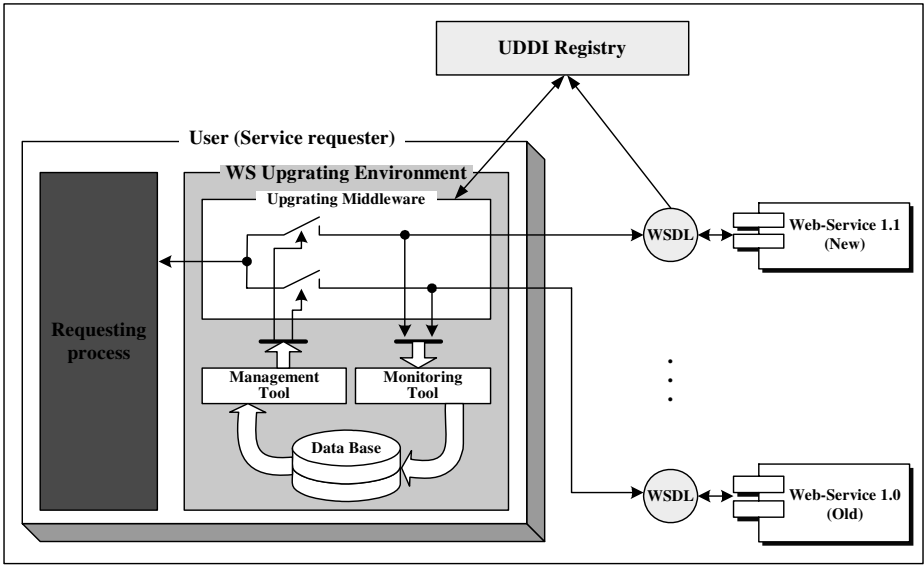 UDDI Registry
User (Service requester)
WS Upgrating Environment
Upgrating Middleware
WSDL
Web-Service 1.1
(New)
Requesting
process
Management
Tool
Monitoring
Tool
Data Base
WSDL
Web-Service 1.0
(Old)